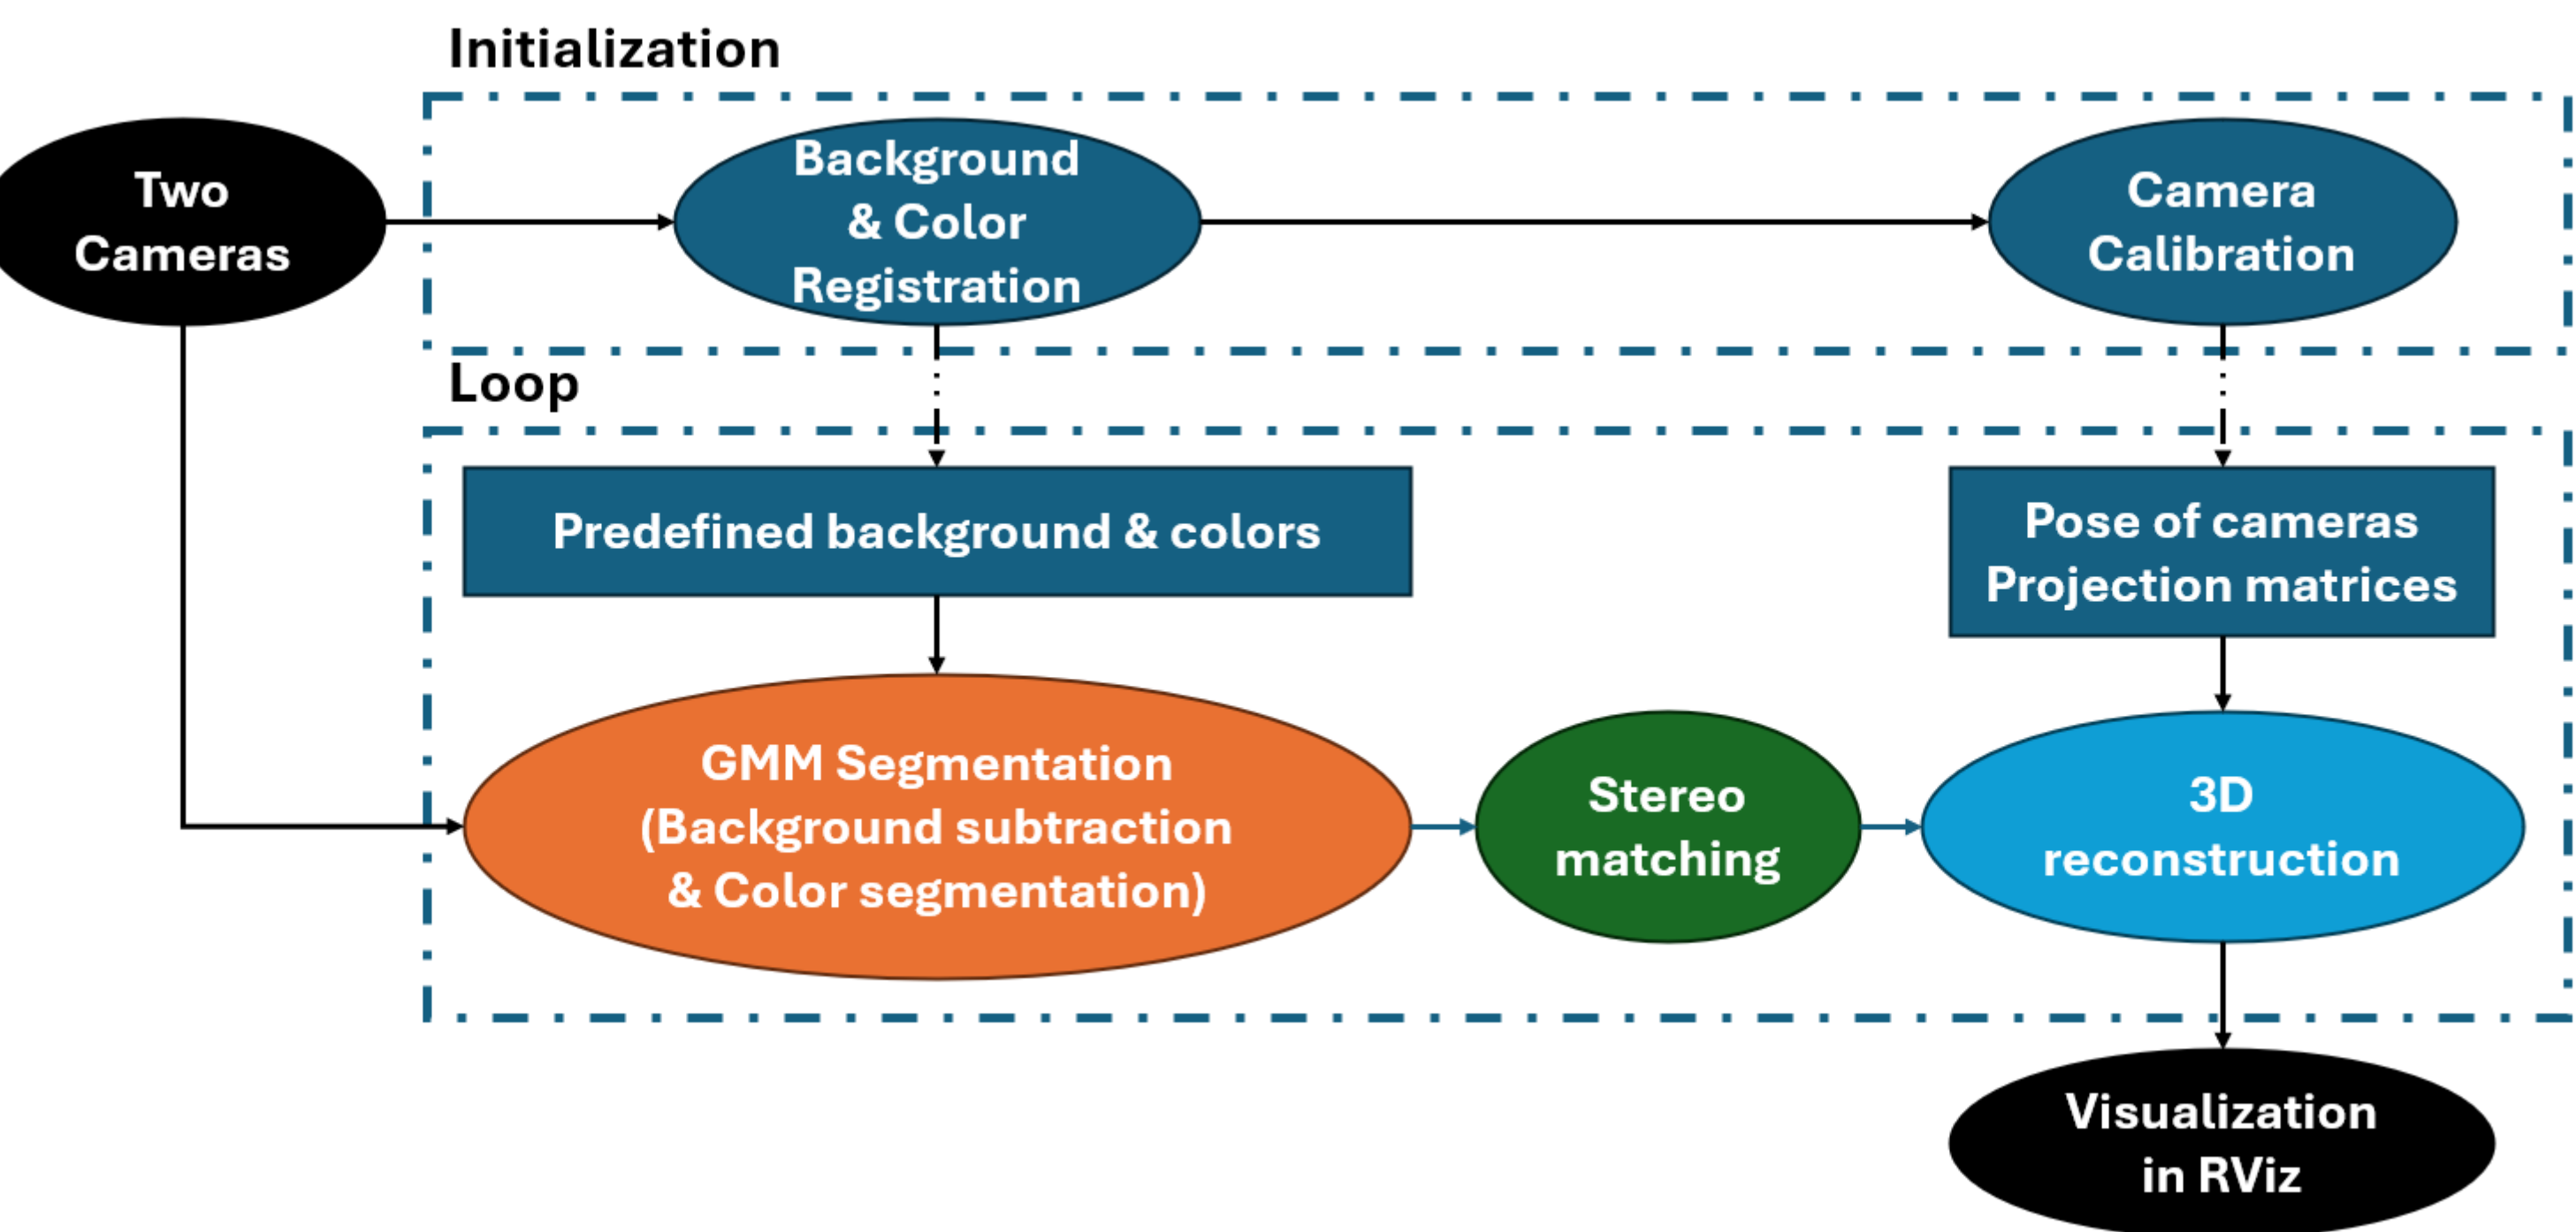 Initialization
Two
Cameras
Background
& Color
Registration
Camera
Calibration
Loop
Predefined background & colors
Pose of cameras
Projection matrices
GMM Segmentation
(Background subtraction
& Color segmentation)
Stereo
matching
3D
reconstruction
Visualization
in RViz